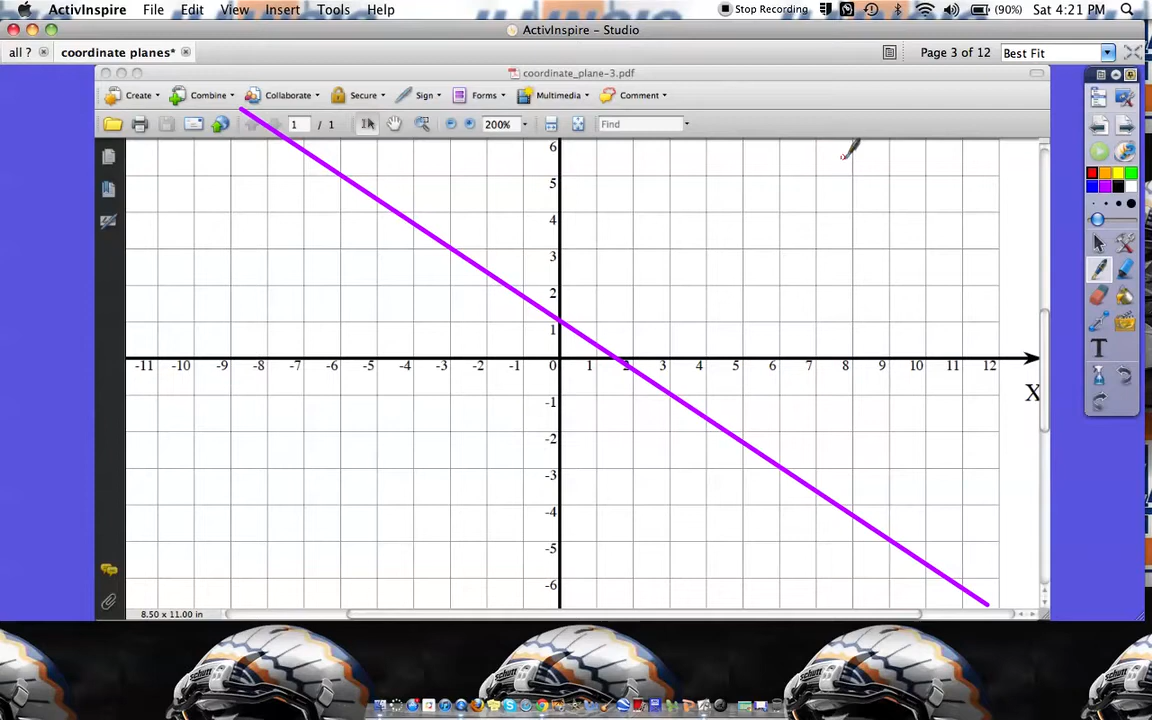 ActivInspire File Edit View Insert Tools Help Stop Recording (90%) Sat 4:21 PM
ActivInspire - Studio
all ? coordinate planes* Page 3 of 12 Best Fit
coordinate_plane-3.pdf
Create Combine Collaborate Secure Sign Forms Multimedia Comment
1 / 1 200% Find
6
5
4
3
2
1
-11 -10 -9 -8 -7 -6 -5 -4 -3 -2 -1 0 1 2 3 4 5 6 7 8 9 10 11 12
X
-1
-2
-3
-4
-5
-6
T
8.50 x 11.00 in
schutt schutt schutt schutt